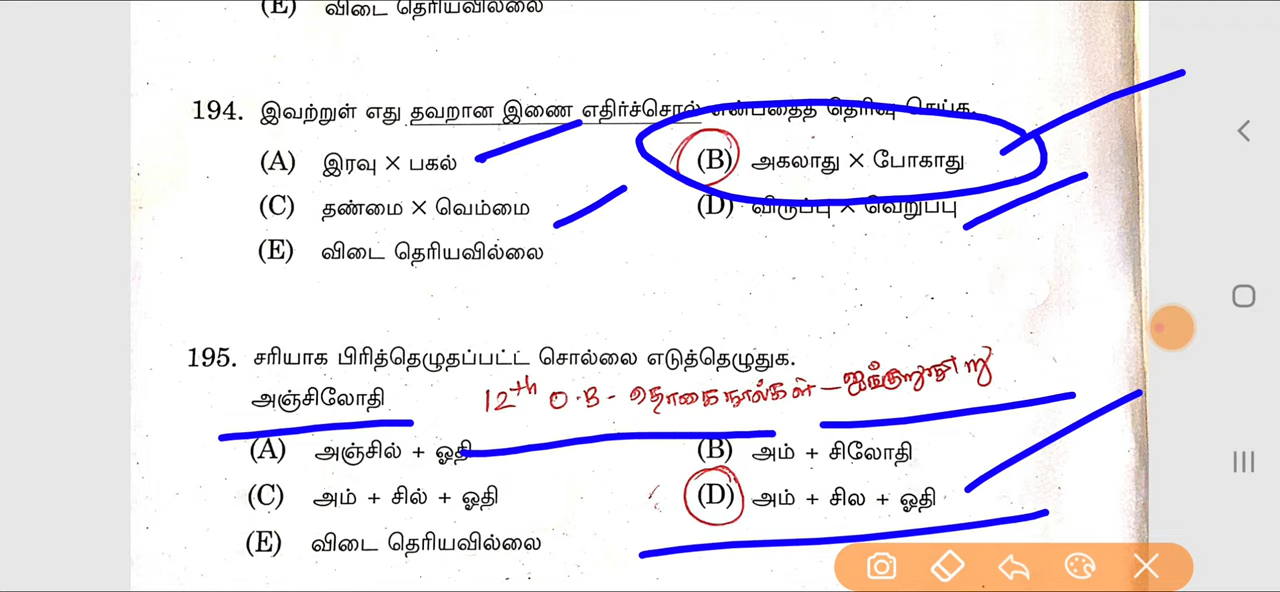 (E) விடை தெரியவில்லை
194. இவற்றுள் எது தவறான இணை எதிர்ச்சொல் என்பதைத் தெரிவு செய்க.
(A) இரவு × பகல் (B) அகலாது × போகாது
(C) தண்மை × வெம்மை (D) விருப்பு × வெறுப்பு
(E) விடை தெரியவில்லை
195. சரியாக பிரித்தெழுதப்பட்ட சொல்லை எடுத்தெழுதுக.
அஞ்சிலோதி 12th O.B - தொகைநூல்கள் - ஐங்குறுநூறு
(A) அஞ்சில் + ஓதி (B) அம் + சிலோதி
(C) அம் + சில் + ஓதி (D) அம் + சில + ஓதி
(E) விடை தெரியவில்லை